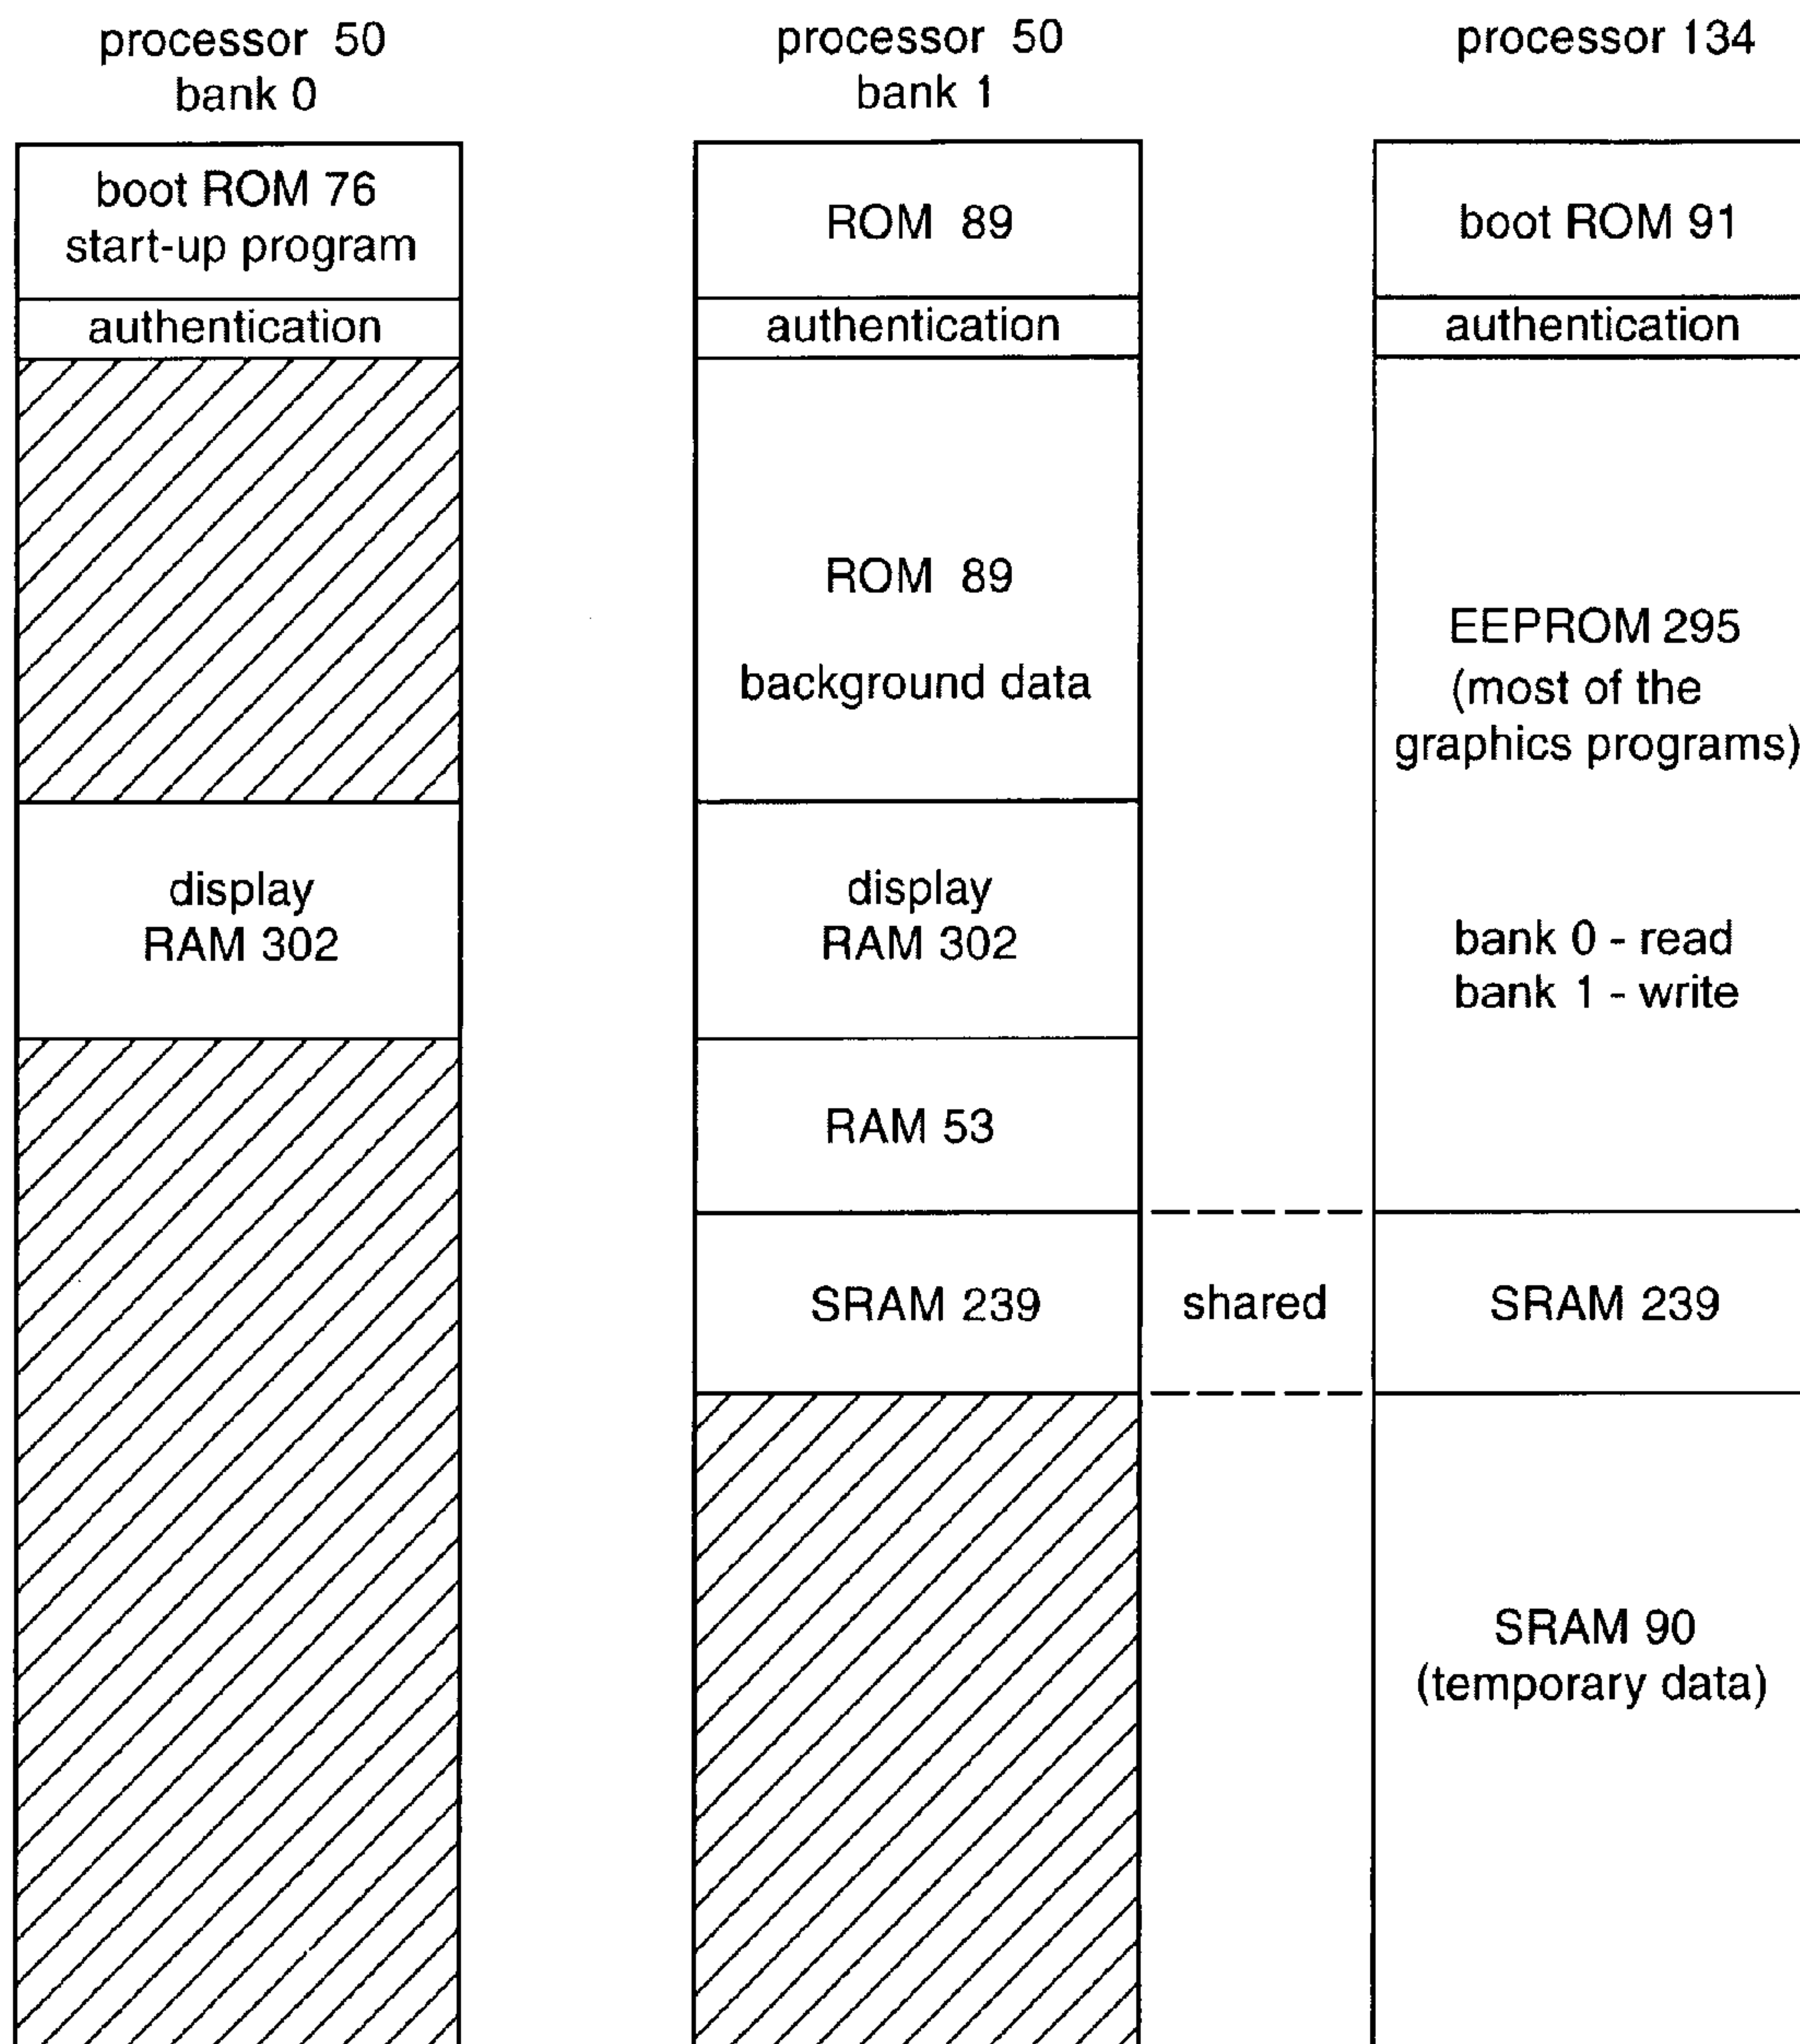 processor 50
bank 0
boot ROM 76
start-up program
authentication
display
RAM 302
processor 50
bank 1
ROM 89
authentication
ROM 89
background data
display
RAM 302
RAM 53
SRAM 239
shared
processor 134
boot ROM 91
authentication
EEPROM 295
(most of the
graphics programs)
bank 0 - read
bank 1 - write
SRAM 239
SRAM 90
(temporary data)